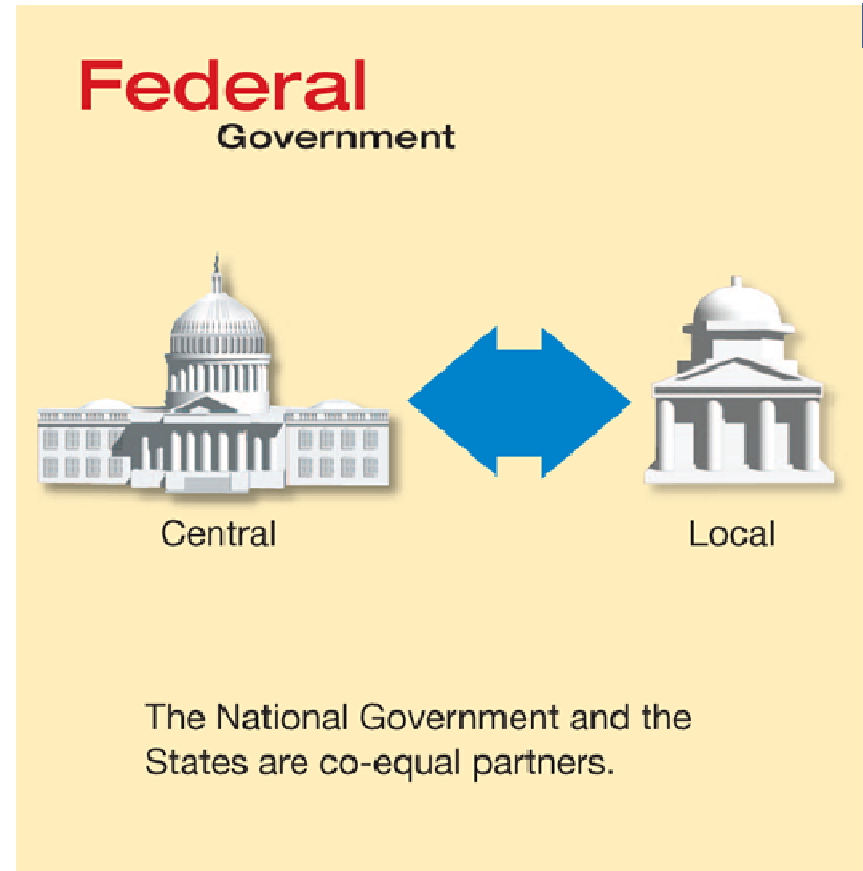 Federal
Government
Central
Local
The National Government and the
States are co-equal partners.